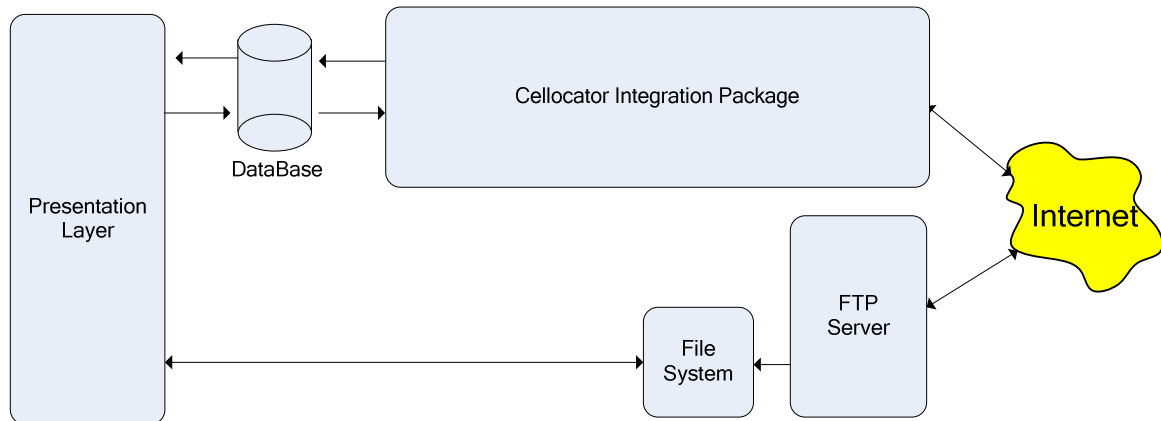 Cellocator Integration Package
DataBase
Presentation
Layer
Internet
FTP
Server
File
System